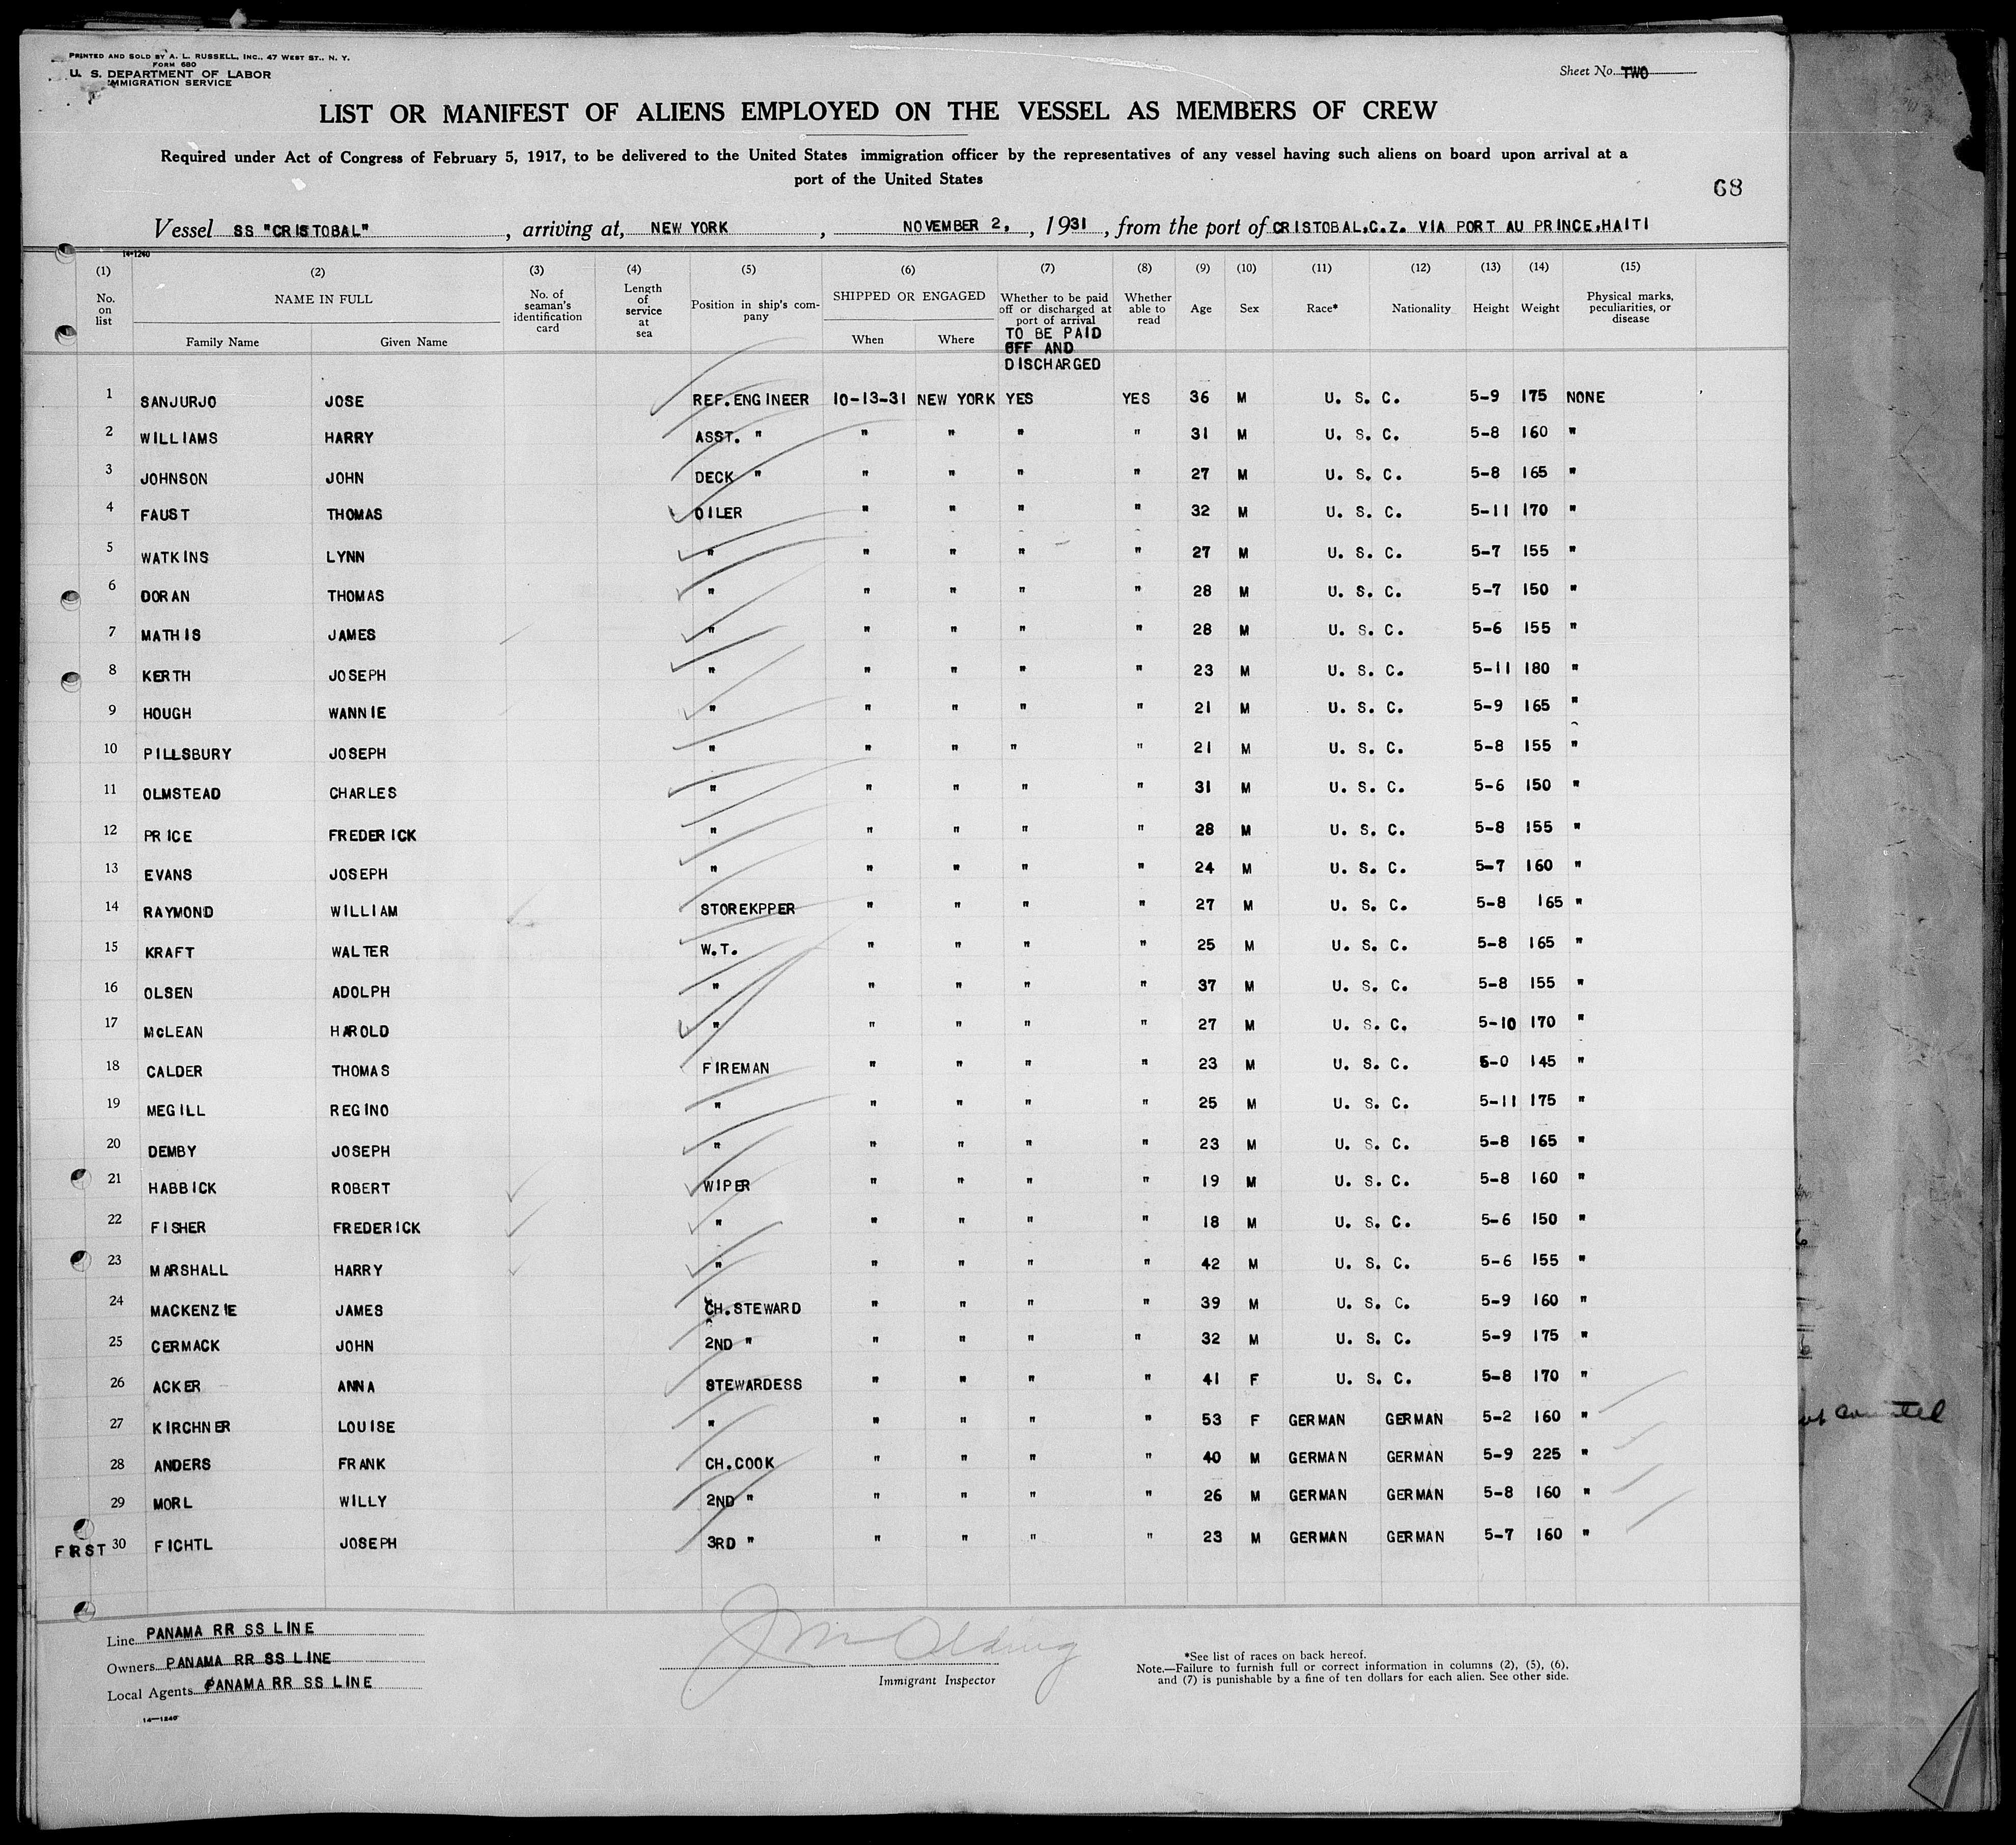 PRINTED AND SOLD BY A. L. RUSSELL, INC., 47 WEST ST., N. Y.
FORM 680
U. S. DEPARTMENT OF LABOR
IMMIGRATION SERVICE
Sheet No. TWO
LIST OR MANIFEST OF ALIENS EMPLOYED ON THE VESSEL AS MEMBERS OF CREW
Required under Act of Congress of February 5, 1917, to be delivered to the United States immigration officer by the representatives of any vessel having such aliens on board upon arrival at a
port of the United States
68
Vessel SS "CRISTOBAL", arriving at, NEW YORK, NOVEMBER 2, , 1931, from the port of CRISTOBAL,C.Z. VIA PORT AU PRINCE,HAITI
14-1240
(1) (2) (3) (4) (5) (6) (7) (8) (9) (10) (11) (12) (13) (14) (15)
No. on list NAME IN FULL Family Name Given Name No. of seaman's identification card Length of service at sea Position in ship's company SHIPPED OR ENGAGED When Where Whether to be paid off or discharged at port of arrival Whether able to read Age Sex Race* Nationality Height Weight Physical marks, peculiarities, or disease
TO BE PAID
OFF AND
DISCHARGED
1 SANJURJO JOSE REF.ENGINEER 10-13-31 NEW YORK YES YES 36 M U. S. C. 5-9 175 NONE
2 WILLIAMS HARRY ASST. " " " " " 31 M U. S. C. 5-8 160 "
3 JOHNSON JOHN DECK " " " " " 27 M U. S. C. 5-8 165 "
4 FAUST THOMAS OILER " " " " 32 M U. S. C. 5-11 170 "
5 WATKINS LYNN " " " " " 27 M U. S. C. 5-7 155 "
6 DORAN THOMAS " " " " " 28 M U. S. C. 5-7 150 "
7 MATHIS JAMES " " " " " 28 M U. S. C. 5-6 155 "
8 KERTH JOSEPH " " " " " 23 M U. S. C. 5-11 180 "
9 HOUGH WANNIE " " " " " 21 M U. S. C. 5-9 165 "
10 PILLSBURY JOSEPH " " " " " 21 M U. S. C. 5-8 155 "
11 OLMSTEAD CHARLES " " " " " 31 M U. S. C. 5-6 150 "
12 PRICE FREDERICK " " " " " 28 M U. S. C. 5-8 155 "
13 EVANS JOSEPH " " " " " 24 M U. S. C. 5-7 160 "
14 RAYMOND WILLIAM STOREKPPER " " " " 27 M U. S. C. 5-8 165 "
15 KRAFT WALTER W.T. " " " " 25 M U. S. C. 5-8 165 "
16 OLSEN ADOLPH " " " " " 37 M U. S. C. 5-8 155 "
17 McLEAN HAROLD " " " " " 27 M U. S. C. 5-10 170 "
18 CALDER THOMAS FIREMAN " " " " 23 M U. S. C. 5-0 145 "
19 MEGILL REGINO " " " " " 25 M U. S. C. 5-11 175 "
20 DEMBY JOSEPH " " " " " 23 M U. S. C. 5-8 165 "
21 HABBICK ROBERT WIPER " " " " 19 M U. S. C. 5-8 160 "
22 FISHER FREDERICK " " " " " 18 M U. S. C. 5-6 150 "
23 MARSHALL HARRY " " " " " 42 M U. S. C. 5-6 155 "
24 MACKENZIE JAMES CH.STEWARD " " " " 39 M U. S. C. 5-9 160 "
25 CERMACK JOHN 2ND " " " " " 32 M U. S. C. 5-9 175 "
26 ACKER ANNA STEWARDESS " " " " 41 F U. S. C. 5-8 170 "
27 KIRCHNER LOUISE " " " " " 53 F GERMAN GERMAN 5-2 160 "
28 ANDERS FRANK CH.COOK " " " " 40 M GERMAN GERMAN 5-9 225 "
29 MORL WILLY 2ND " " " " " 26 M GERMAN GERMAN 5-8 160 "
FIRST 30 FICHTL JOSEPH 3RD " " " " " 23 M GERMAN GERMAN 5-7 160 "
Line PANAMA RR SS LINE
Owners PANAMA RR SS LINE
Local Agents PANAMA RR SS LINE
14-1240
Immigrant Inspector
*See list of races on back hereof.
Note.—Failure to furnish full or correct information in columns (2), (5), (6),
and (7) is punishable by a fine of ten dollars for each alien. See other side.